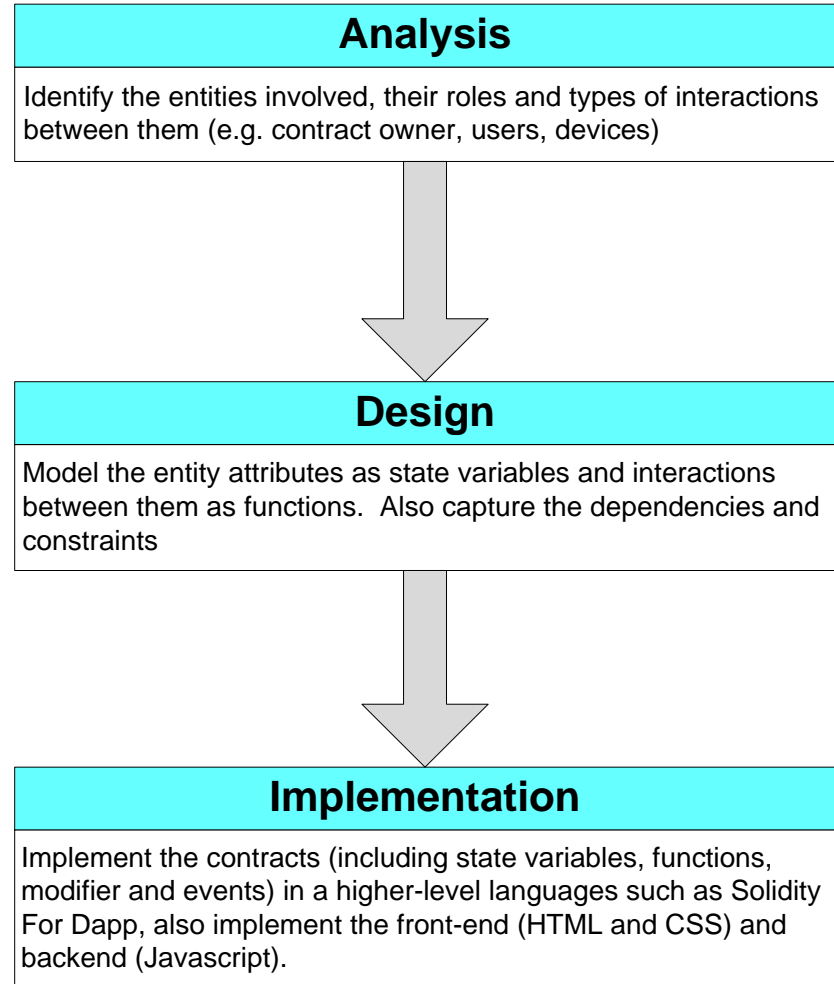 Analysis
Identify the entities involved, their roles and types of interactions
between them (e.g. contract owner, users, devices)
Design
Model the entity attributes as state variables and interactions
between them as functions.  Also capture the dependencies and
constraints
Implementation
Implement the contracts (including state variables, functions,
modifier and events) in a higher-level languages such as Solidity
For Dapp, also implement the front-end (HTML and CSS) and
backend (Javascript).